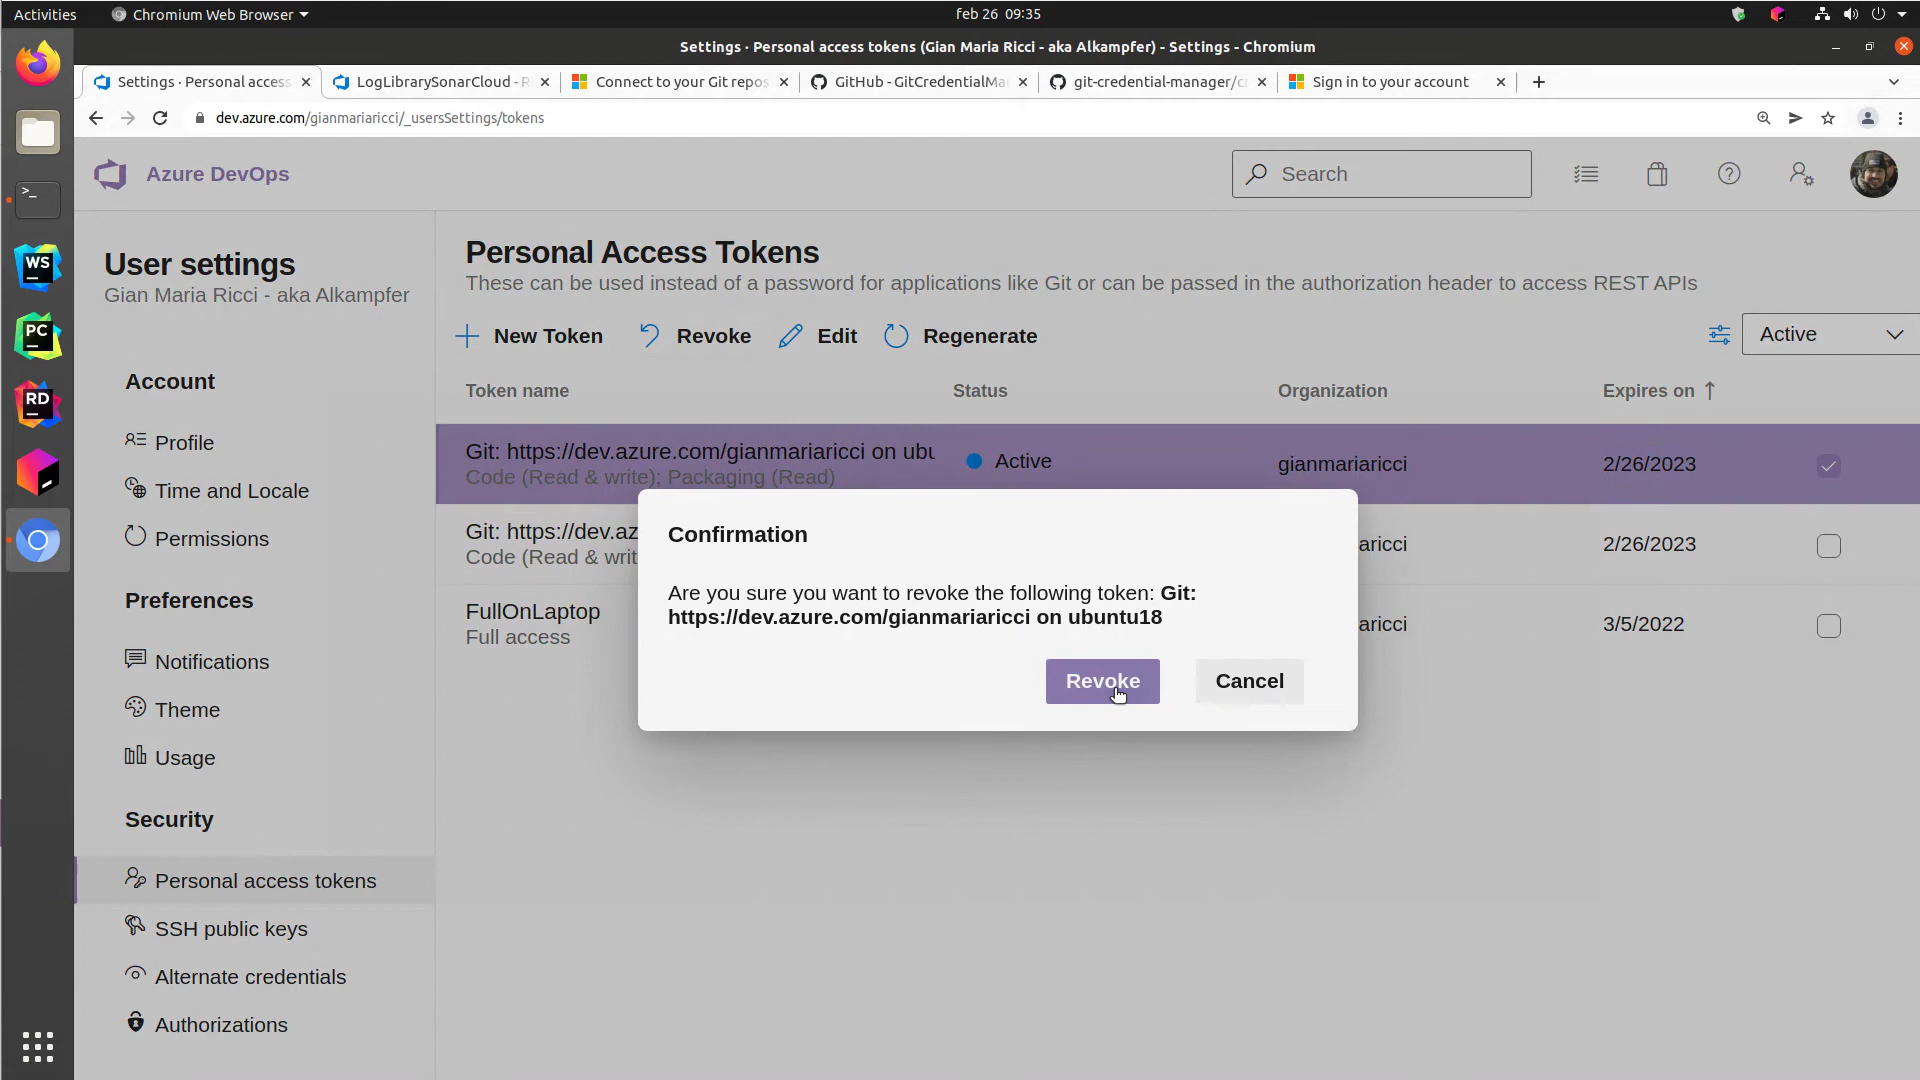 Activities
Chromium Web Browser
feb 26 09:35
Settings · Personal access tokens (Gian Maria Ricci - aka Alkampfer) - Settings - Chromium
Settings · Personal access
LogLibrarySonarCloud - R
Connect to your Git repos
GitHub - GitCredentialMa
git-credential-manager/c
Sign in to your account
dev.azure.com/gianmariaricci/_usersSettings/tokens
Azure DevOps
Search
>_
WS
PC
RD
User settings
Gian Maria Ricci - aka Alkampfer
Account
Profile
Time and Locale
Permissions
Preferences
Notifications
Theme
Usage
Security
Personal access tokens
SSH public keys
Alternate credentials
Authorizations
Personal Access Tokens
These can be used instead of a password for applications like Git or can be passed in the authorization header to access REST APIs
New Token
Revoke
Edit
Regenerate
Active
Token name
Status
Organization
Expires on
Git: https://dev.azure.com/gianmariaricci on ubu
Code (Read & write); Packaging (Read)
Active
gianmariaricci
2/26/2023
Git: https://dev.az
Code (Read & writ
aricci
2/26/2023
FullOnLaptop
Full access
aricci
3/5/2022
Confirmation
Are you sure you want to revoke the following token: Git:
https://dev.azure.com/gianmariaricci on ubuntu18
Revoke
Cancel